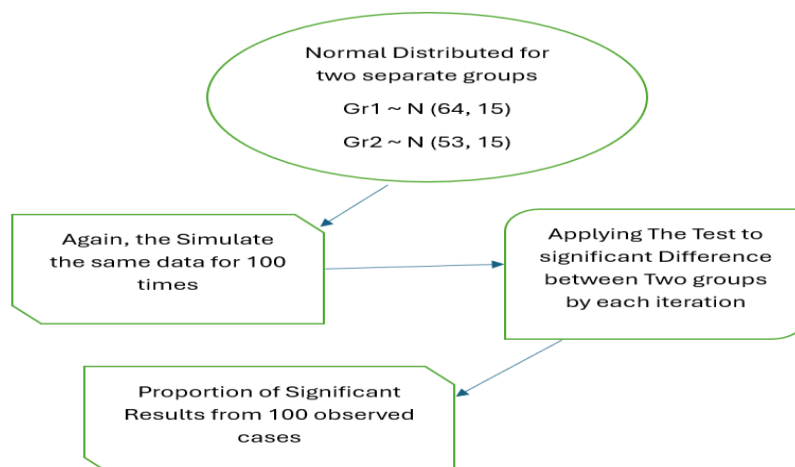 Normal Distributed for
two separate groups
Gr1 ~ N (64, 15)
Gr2 ~ N (53, 15)
Again, the Simulate
the same data for 100
times
Applying The Test to
significant Difference
between Two groups
by each iteration
Proportion of Significant
Results from 100 observed
cases